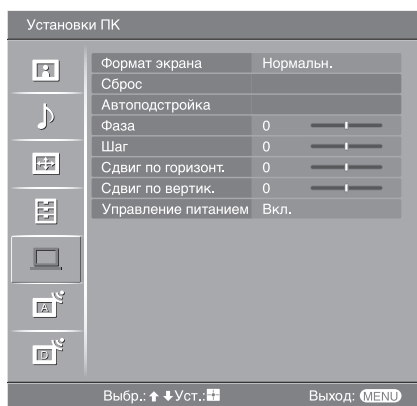 Установки ПК
Формат экрана Нормальн.
Сброс
Автоподстройка
Фаза 0
Шаг 0
Сдвиг по горизонт. 0
Сдвиг по вертик. 0
Управление питанием Вкл.
A
D
Выбр.: Уст.: Выход: MENU